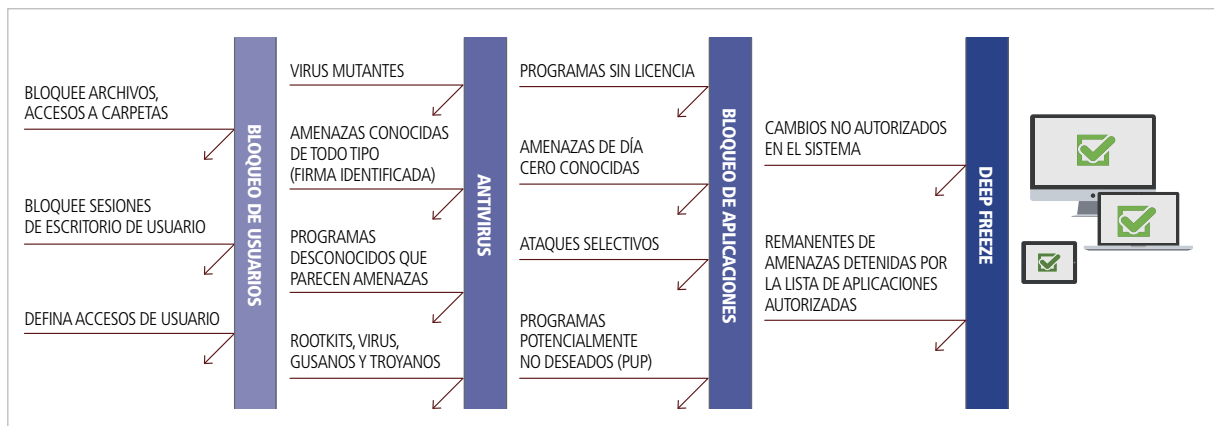 BLOQUEE ARCHIVOS,
ACCESOS A CARPETAS
BLOQUEE SESIONES
DE ESCRITORIO DE USUARIO
DEFINA ACCESOS DE USUARIO
BLOQUEO DE USUARIOS
VIRUS MUTANTES
AMENAZAS CONOCIDAS
DE TODO TIPO
(FIRMA IDENTIFICADA)
PROGRAMAS
DESCONOCIDOS QUE
PARECEN AMENAZAS
ROOTKITS, VIRUS,
GUSANOS Y TROYANOS
ANTIVIRUS
PROGRAMAS SIN LICENCIA
AMENAZAS DE DÍA
CERO CONOCIDAS
ATAQUES SELECTIVOS
PROGRAMAS
POTENCIALMENTE
NO DESEADOS (PUP)
BLOQUEO DE APLICACIONES
CAMBIOS NO AUTORIZADOS
EN EL SISTEMA
REMANENTES DE
AMENAZAS DETENIDAS POR
LA LISTA DE APLICACIONES
AUTORIZADAS
DEEP FREEZE